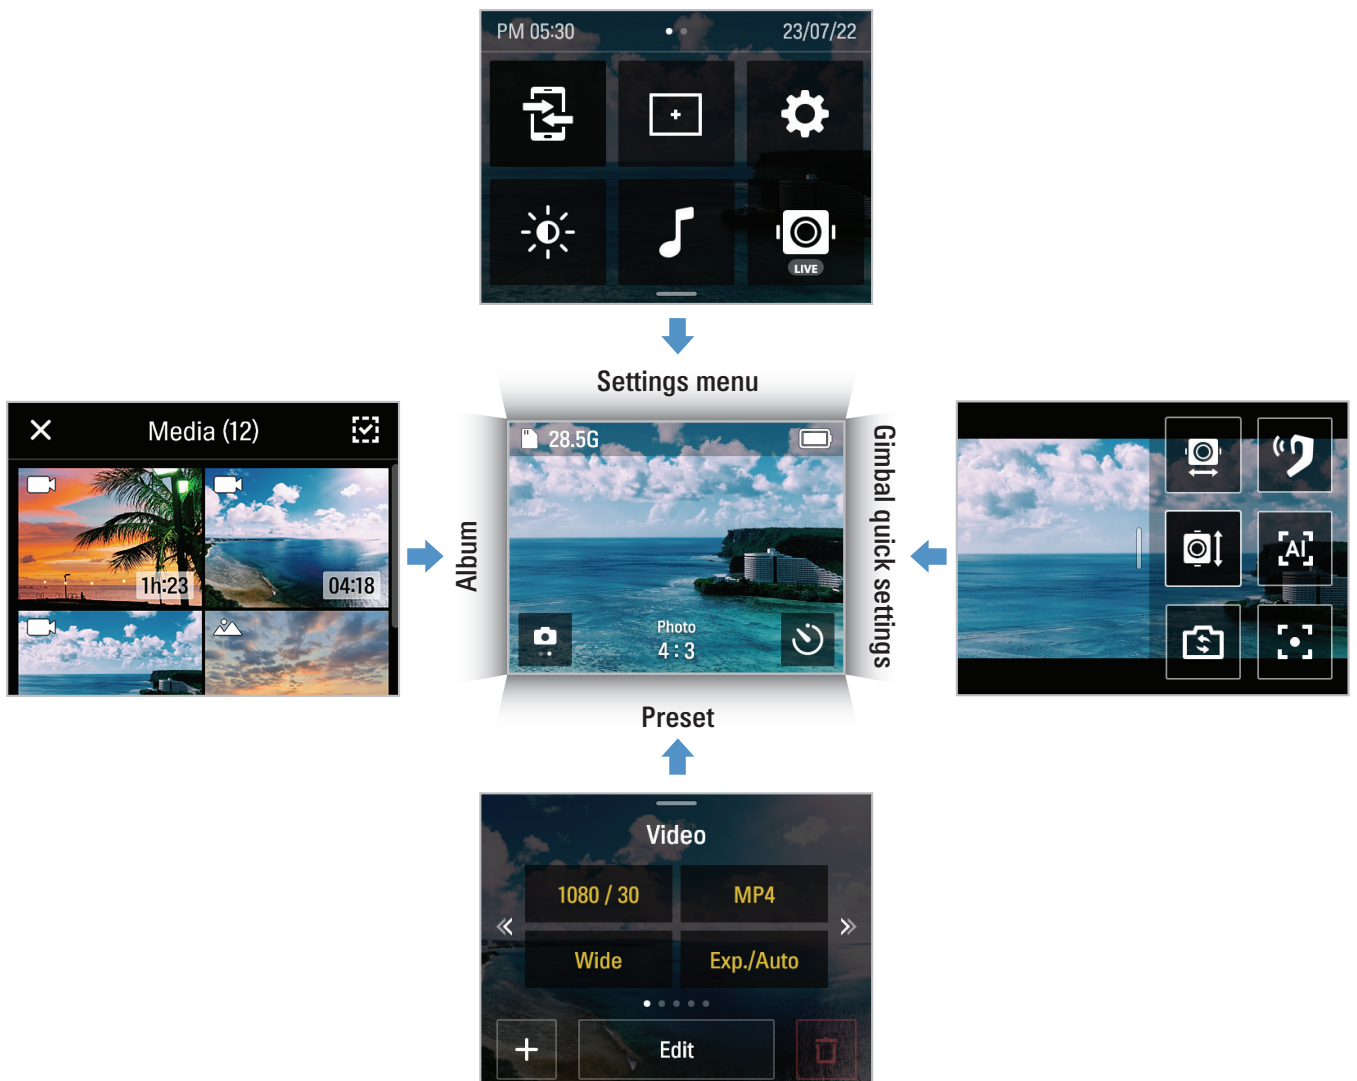 PM 05:30
23/07/22
LIVE
Settings menu
Media (12)
1h:23
04:18
Album
28.5G
Photo
4 : 3
Gimbal quick settings
AI
Preset
Video
1080 / 30
MP4
Wide
Exp./Auto
Edit